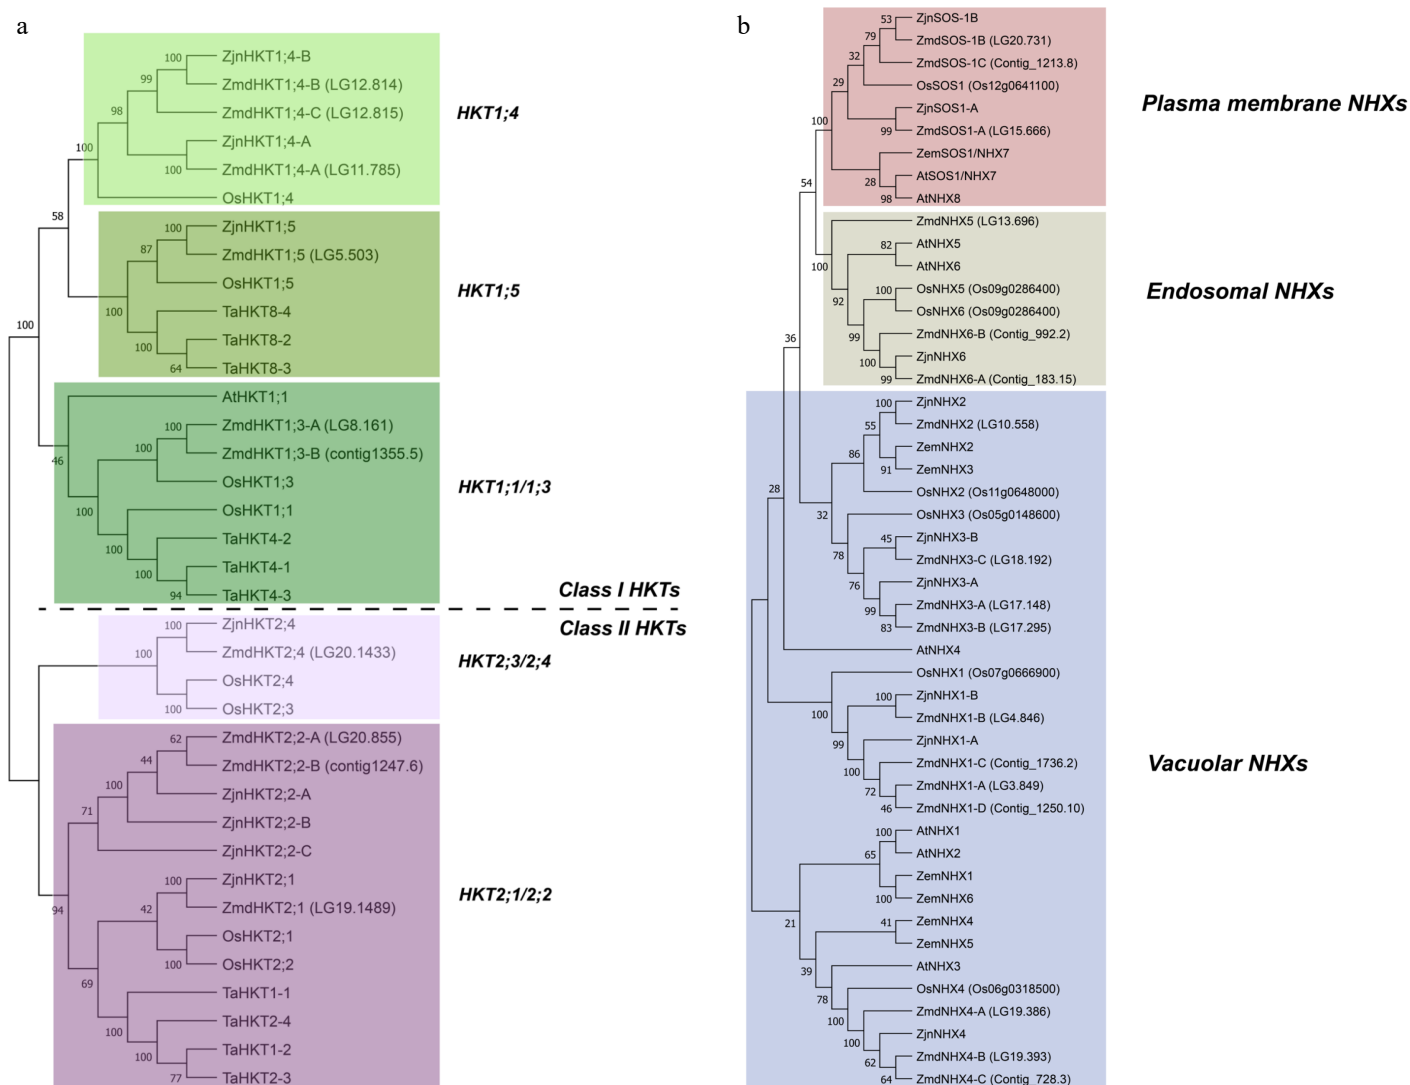 a
100
ZjnHKT1;4-B
99
ZmdHKT1;4-B (LG12.814)
98
ZmdHKT1;4-C (LG12.815)
HKT1;4
ZjnHKT1;4-A
100
100
ZmdHKT1;4-A (LG11.785)
OsHKT1;4
58
100
ZjnHKT1;5
87
ZmdHKT1;5 (LG5.503)
OsHKT1;5
HKT1;5
100
TaHKT8-4
100
TaHKT8-2
100
64
TaHKT8-3
AtHKT1;1
100
ZmdHKT1;3-A (LG8.161)
100
ZmdHKT1;3-B (contig1355.5)
46
OsHKT1;3
HKT1;1/1;3
100
OsHKT1;1
100
TaHKT4-2
100
TaHKT4-1
94
TaHKT4-3
Class I HKTs
Class II HKTs
100
ZjnHKT2;4
100
ZmdHKT2;4 (LG20.1433)
HKT2;3/2;4
OsHKT2;4
100
OsHKT2;3
62
ZmdHKT2;2-A (LG20.855)
44
ZmdHKT2;2-B (contig1247.6)
100
ZjnHKT2;2-A
71
ZjnHKT2;2-B
ZjnHKT2;2-C
100
ZjnHKT2;1
HKT2;1/2;2
94
42
ZmdHKT2;1 (LG19.1489)
OsHKT2;1
100
OsHKT2;2
69
TaHKT1-1
100
TaHKT2-4
100
TaHKT1-2
77
TaHKT2-3
b
53
ZjnSOS-1B
79
ZmdSOS-1B (LG20.731)
32
ZmdSOS-1C (Contig_1213.8)
29
OsSOS1 (Os12g0641100)
Plasma membrane NHXs
ZjnSOS1-A
100
99
ZmdSOS1-A (LG15.666)
ZemSOS1/NHX7
28
AtSOS1/NHX7
54
98
AtNHX8
ZmdNHX5 (LG13.696)
82
AtNHX5
100
AtNHX6
100
OsNHX5 (Os09g0286400)
Endosomal NHXs
92
OsNHX6 (Os09g0286400)
99
ZmdNHX6-B (Contig_992.2)
36
100
ZjnNHX6
99
ZmdNHX6-A (Contig_183.15)
100
ZjnNHX2
55
ZmdNHX2 (LG10.558)
86
ZemNHX2
91
ZemNHX3
28
OsNHX2 (Os11g0648000)
32
OsNHX3 (Os05g0148600)
45
ZjnNHX3-B
78
ZmdNHX3-C (LG18.192)
76
ZjnNHX3-A
99
ZmdNHX3-A (LG17.148)
83
ZmdNHX3-B (LG17.295)
AtNHX4
OsNHX1 (Os07g0666900)
100
ZjnNHX1-B
100
ZmdNHX1-B (LG4.846)
99
ZjnNHX1-A
100
ZmdNHX1-C (Contig_1736.2)
Vacuolar NHXs
72
ZmdNHX1-A (LG3.849)
46
ZmdNHX1-D (Contig_1250.10)
100
AtNHX1
65
AtNHX2
ZemNHX1
100
ZemNHX6
21
41
ZemNHX4
ZemNHX5
39
AtNHX3
78
OsNHX4 (Os06g0318500)
100
ZmdNHX4-A (LG19.386)
100
ZjnNHX4
62
ZmdNHX4-B (LG19.393)
64
ZmdNHX4-C (Contig_728.3)